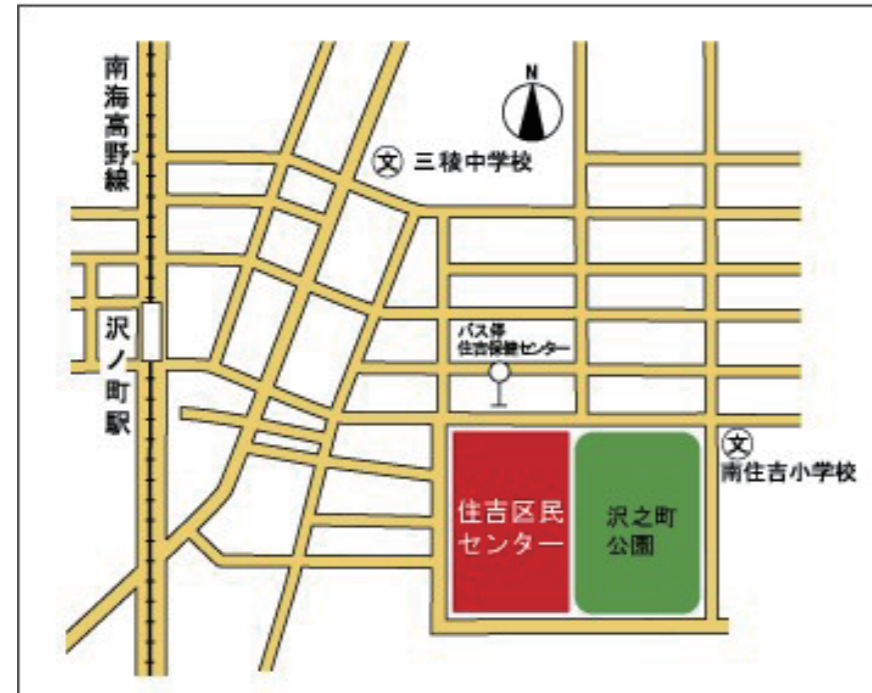 南海高野線
N
文 三稜中学校
沢ノ町駅
バス停
住吉保健センター
文
南住吉小学校
住吉区民
センター
沢之町
公園